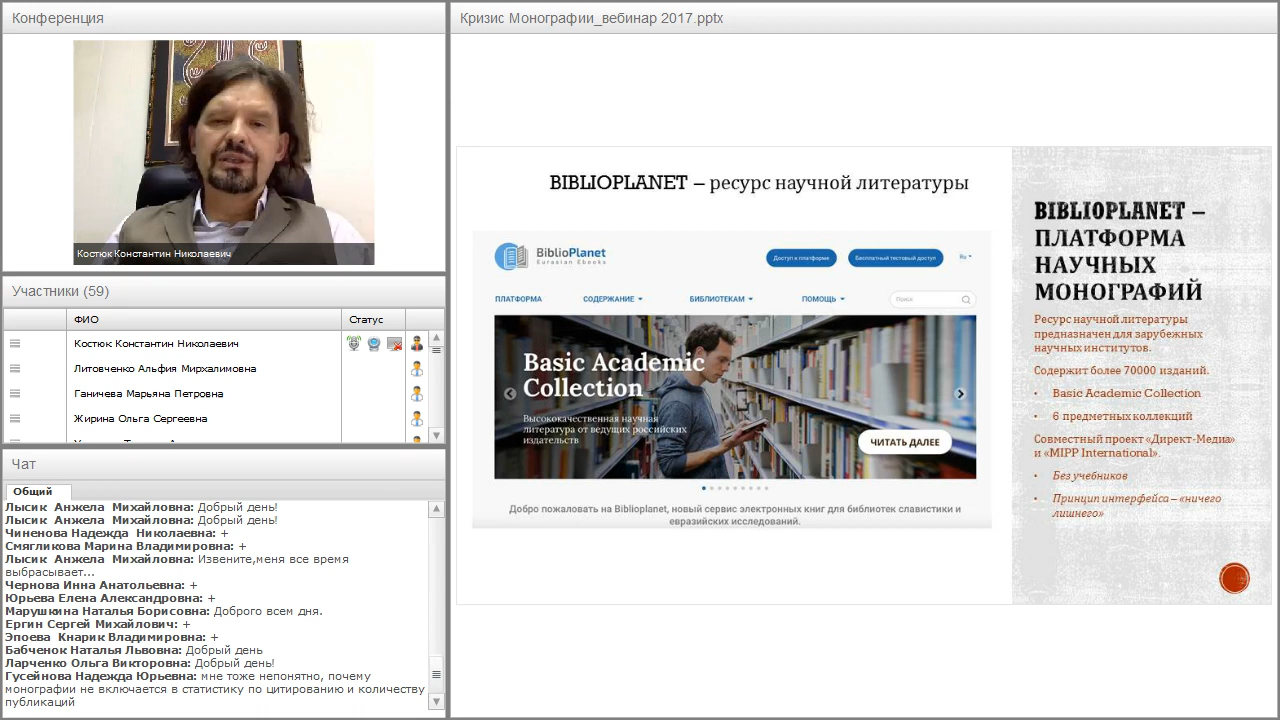 Конференция
Костюк Константин Николаевич
Участники (59)
ФИО
Статус
Костюк Константин Николаевич
Литовченко Альфия Мирхалимовна
Ганичева Марьяна Петровна
Жирина Ольга Сергеевна
Чат
Общий
Лысик Анжела Михайловна: Добрый день!
Лысик Анжела Михайловна: Добрый день!
Чиненова Надежда Николаевна: +
Смягликова Марина Владимировна: +
Лысик Анжела Михайловна: Извените,меня все время
выбрасывает...
Чернова Инна Анатольевна: +
Юрьева Елена Александровна: +
Марушкина Наталья Борисовна: Доброго всем дня.
Ергин Сергей Михайлович: +
Эпоева Кнарик Владимировна: +
Бабченок Наталья Львовна: Добрый день
Ларченко Ольга Викторовна: Добрый день!
Гусейнова Надежда Юрьевна: мне тоже непонятно, почему
монографии не включается в статистику по цитированию и количеству
публикаций
Кризис Монографии_вебинар 2017.pptx
BIBLIOPLANET – ресурс научной литературы
BiblioPlanet
Eurasian Ebooks
Доступ к платформе
Бесплатный тестовый доступ
Ru
ПЛАТФОРМА
СОДЕРЖАНИЕ
БИБЛИОТЕКАМ
ПОМОЩЬ
Поиск
Basic Academic
Collection
Высококачественная научная
литература от ведущих российских
издательств
ЧИТАТЬ ДАЛЕЕ
Добро пожаловать на Biblioplanet, новый сервис электронных книг для библиотек славистики и
евразийских исследований.
BIBLIOPLANET –
ПЛАТФОРМА
НАУЧНЫХ
МОНОГРАФИЙ
Ресурс научной литературы
предназначен для зарубежных
научных институтов.
Содержит более 70000 изданий.
• Basic Academic Collection
6 предметных коллекций
Совместный проект «Директ-Медиа»
и «MIPP International».
• Без учебников
• Принцип интерфейса – «ничего
лишнего»